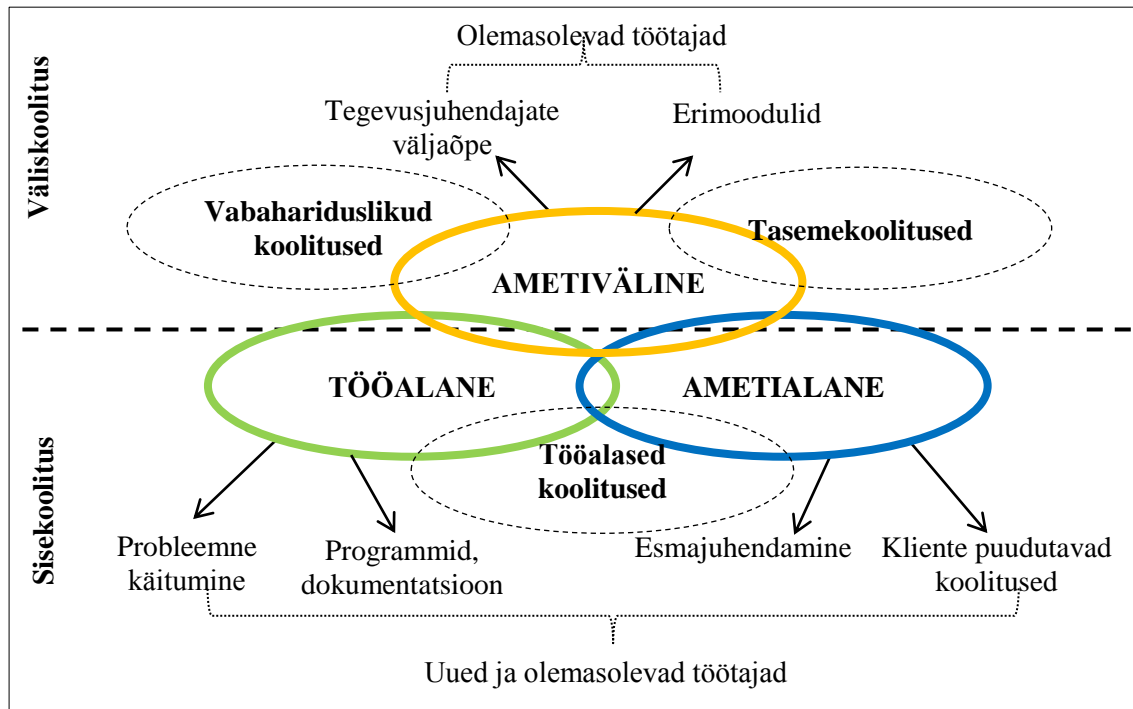 Väliskoolitus
Olemasolevad töötajad
Tegevusjuhendajate
väljaõpe
Erimoodulid
Vabahariduslikud
koolitused
Tasemekoolitused
AMETIVÄLINE
Sisekoolitus
TÖÖALANE
AMETIALANE
Tööalased
koolitused
Probleemne
käitumine
Programmid,
dokumentatsioon
Esmajuhendamine
Kliente puudutavad
koolitused
Uued ja olemasolevad töötajad